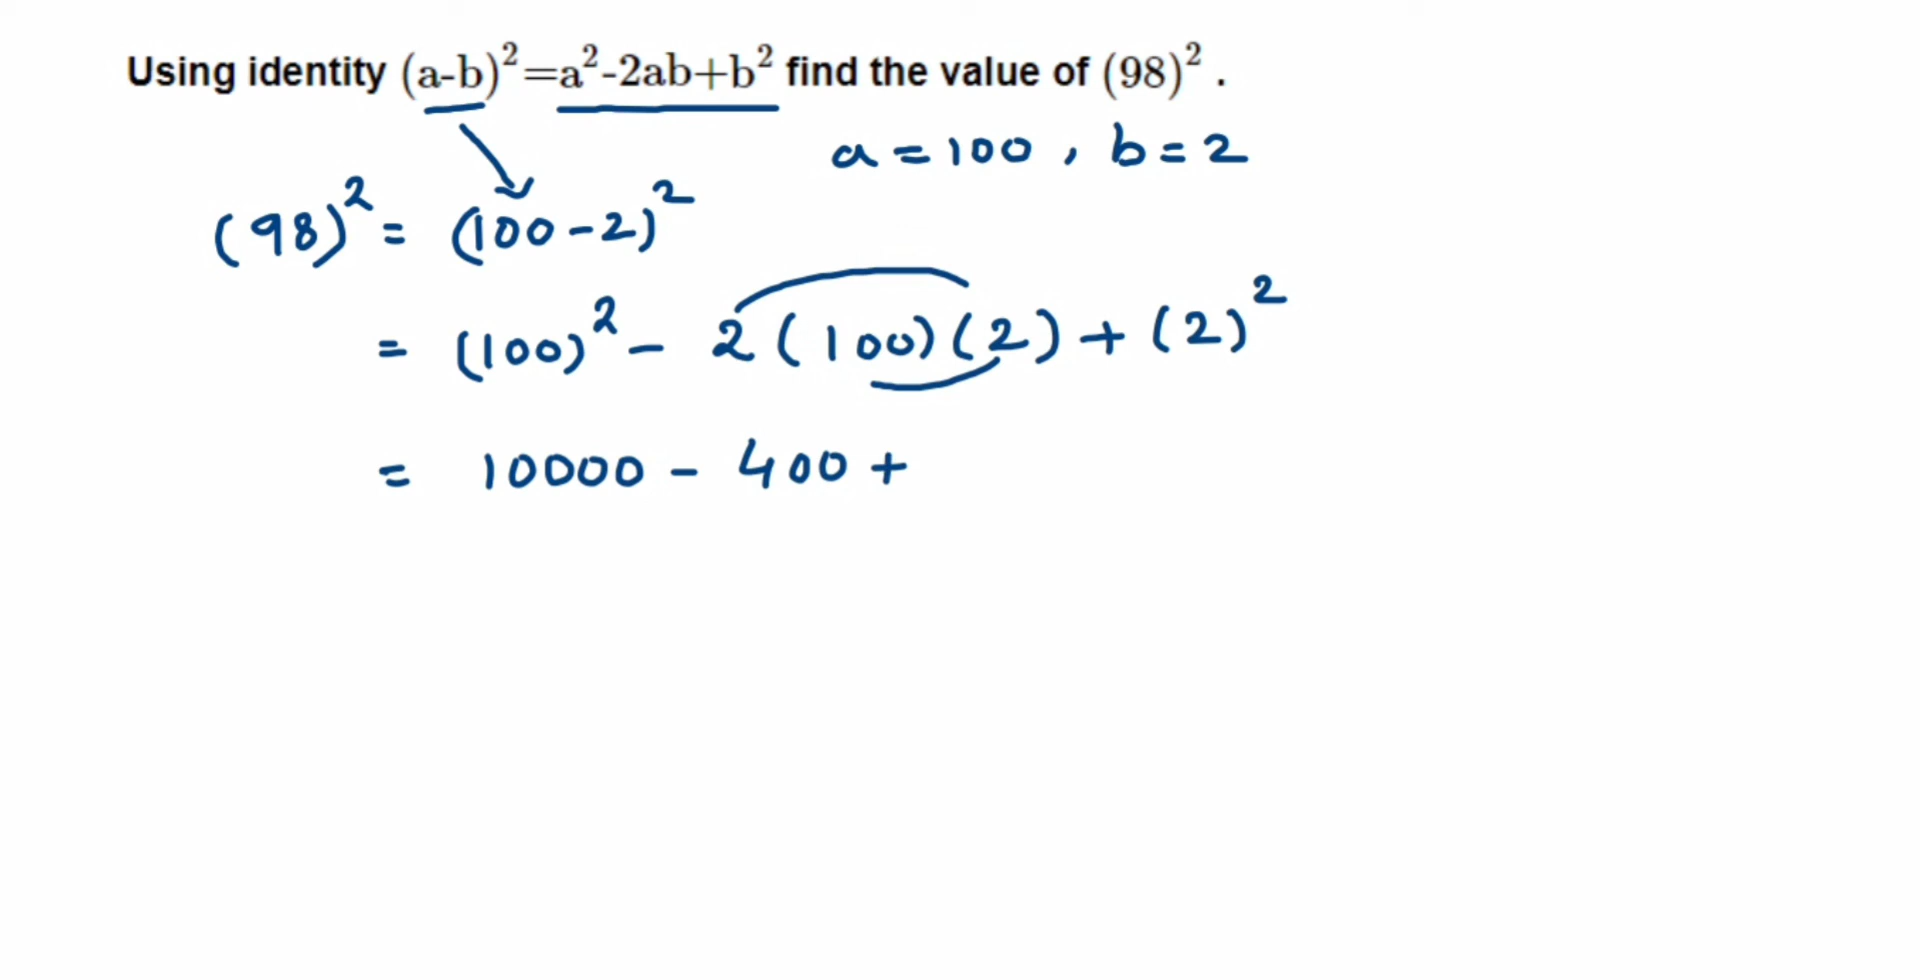 Using identity (a-b)²=a²-2ab+b² find the value of (98)² .
a = 100 , b = 2
(98)² = (100 - 2)²
= (100)² - 2(100)(2) + (2)²
= 10000 - 400 +